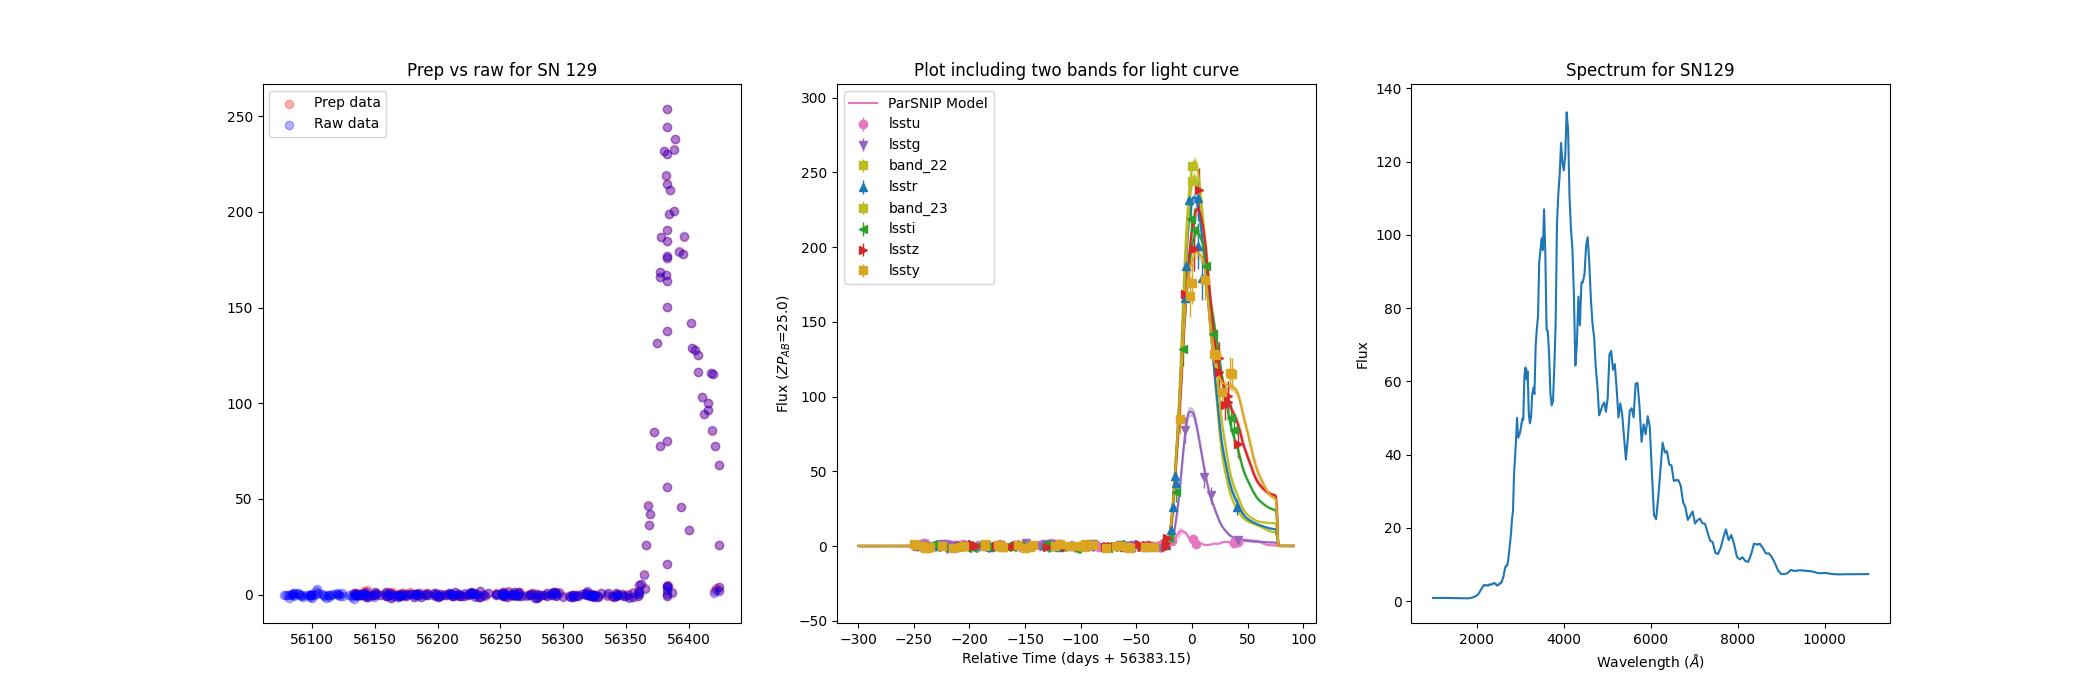 Prep vs raw for SN 129
Prep data
Raw data
250
200
150
100
50
0
56100
56150
56200
56250
56300
56350
56400
Plot including two bands for light curve
ParSNIP Model
lsstu
lsstg
band_22
lsstr
band_23
lssti
lsstz
lssty
Flux (ZP_AB=25.0)
300
250
200
150
100
50
0
−50
−300
−250
−200
−150
−100
−50
0
50
100
Relative Time (days + 56383.15)
Spectrum for SN129
Flux
140
120
100
80
60
40
20
0
2000
4000
6000
8000
10000
Wavelength (Å)